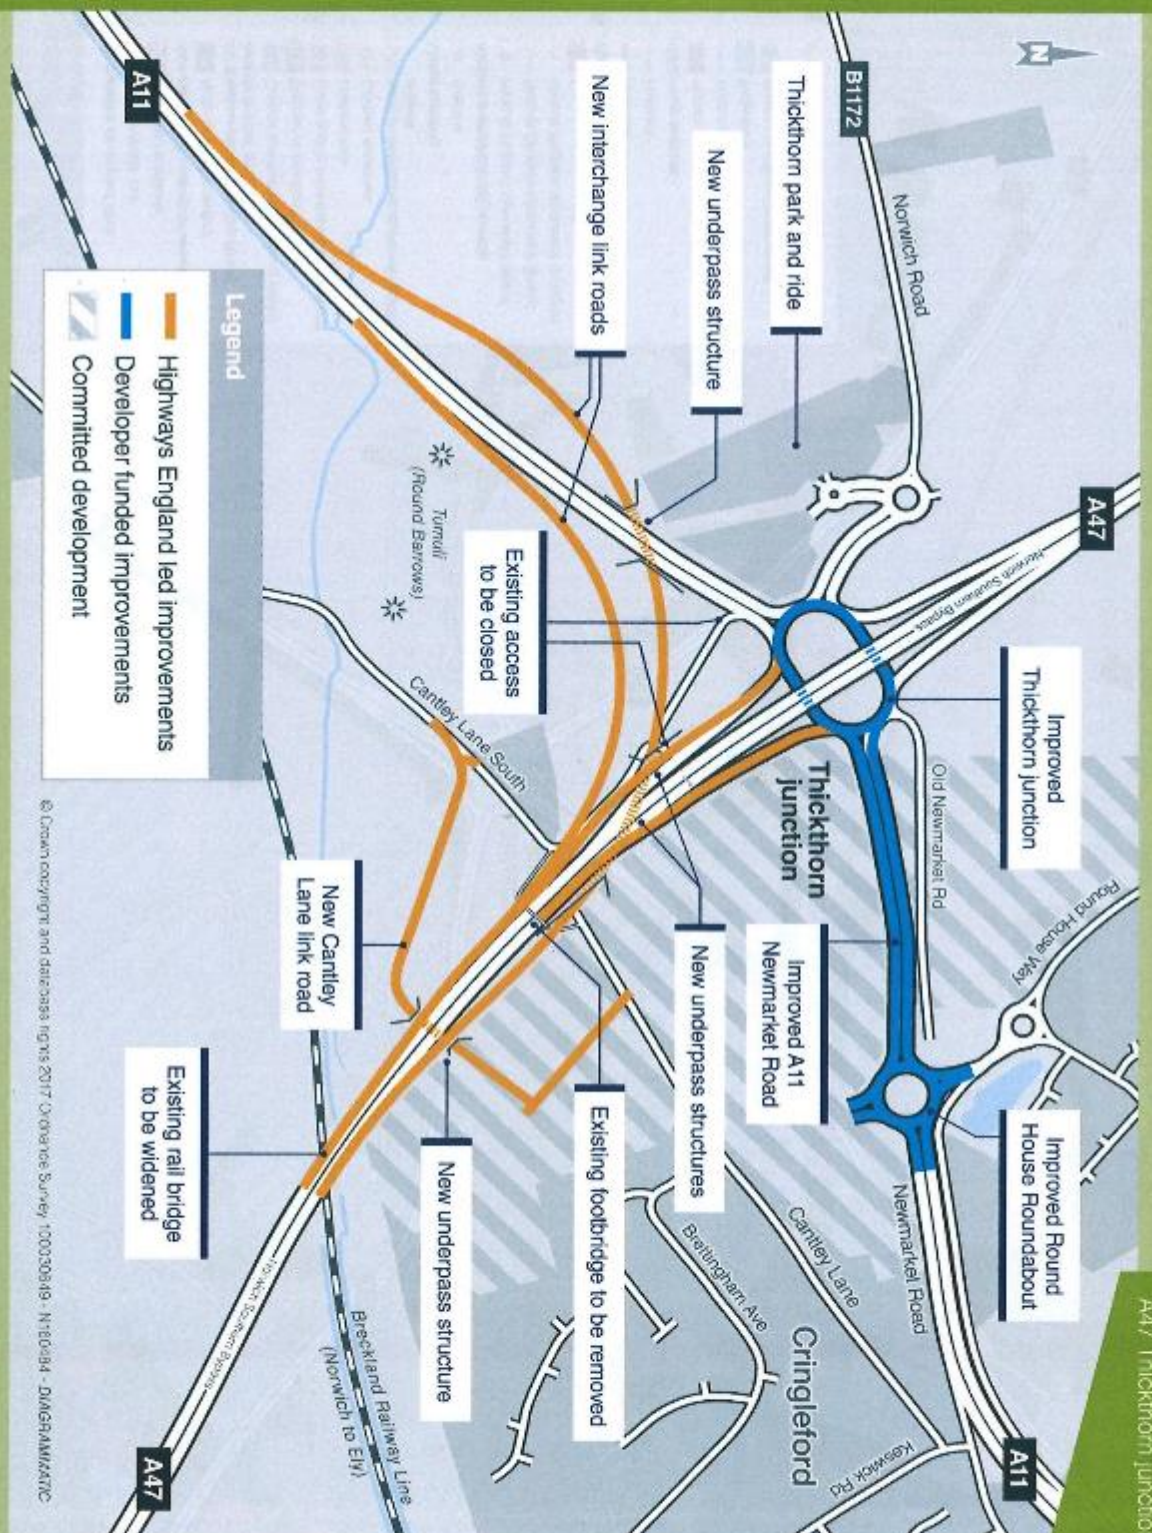 A47 Thickthorn junctio
N
B1172
Norwich Road
Thickthorn park and ride
New underpass structure
New interchange link roads
A11
A47
Norwich Southern Bypass
Improved
Thickthorn junction
Old Newmarket Rd
Thickthorn
junction
Round House Way
Improved Round
House Roundabout
Improved A11
Newmarket Road
Newmarket Road
A11
Existing access
to be closed
Tumuli
(Round Barrows)
Cantley Lane South
New underpass structures
Cantley Lane
Brettingham Ave
Cringleford
Keswick Rd
Existing footbridge to be removed
New underpass structure
New Cantley
Lane link road
Existing rail bridge
to be widened
Breckland Railway Line
(Norwich to Ely)
Norwich Southern Bypass
A47
Legend
Highways England led improvements
Developer funded improvements
Committed development
© Crown copyright and database rights 2017 Ordnance Survey 100030649 - N180484 - DIAGRAMMATIC